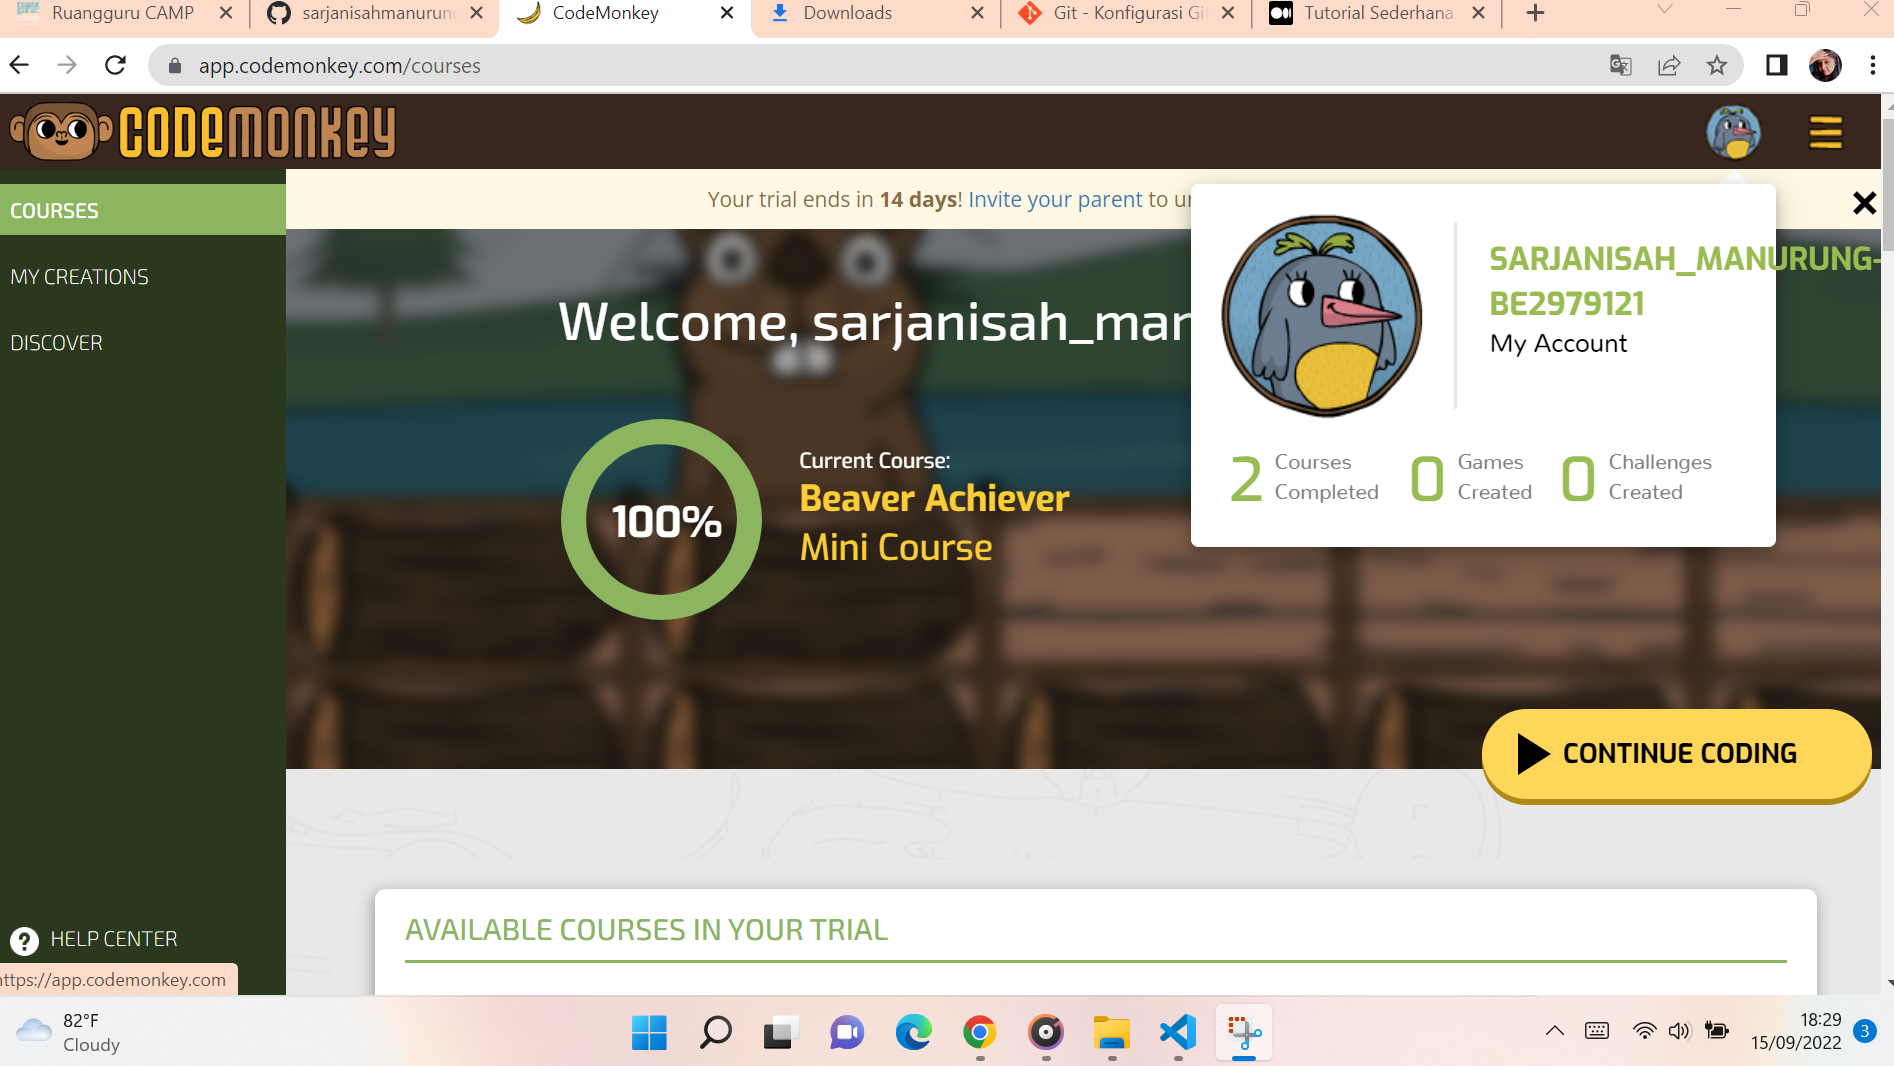 Ruangguru CAMP
sarjanisahmanurung
CodeMonkey
Downloads
Git - Konfigurasi Git
Tutorial Sederhana
app.codemonkey.com/courses
CODEMONKEY
COURSES
MY CREATIONS
DISCOVER
HELP CENTER
https://app.codemonkey.com
Your trial ends in 14 days! Invite your parent to
Welcome, sarjanisah_man
100%
Current Course:
Beaver Achiever
Mini Course
SARJANISAH_MANURUNG-
BE2979121
My Account
2 Courses
Completed
0 Games
Created
0 Challenges
Created
CONTINUE CODING
AVAILABLE COURSES IN YOUR TRIAL
82°F
Cloudy
18:29
15/09/2022
3